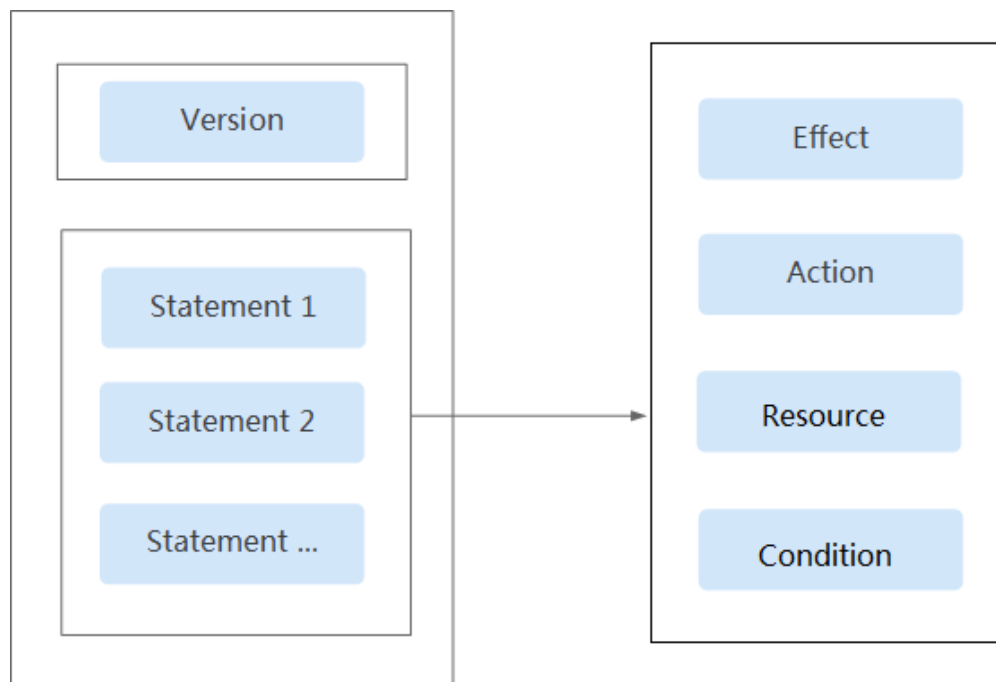 Version
Statement 1
Statement 2
Statement ...
Effect
Action
Resource
Condition